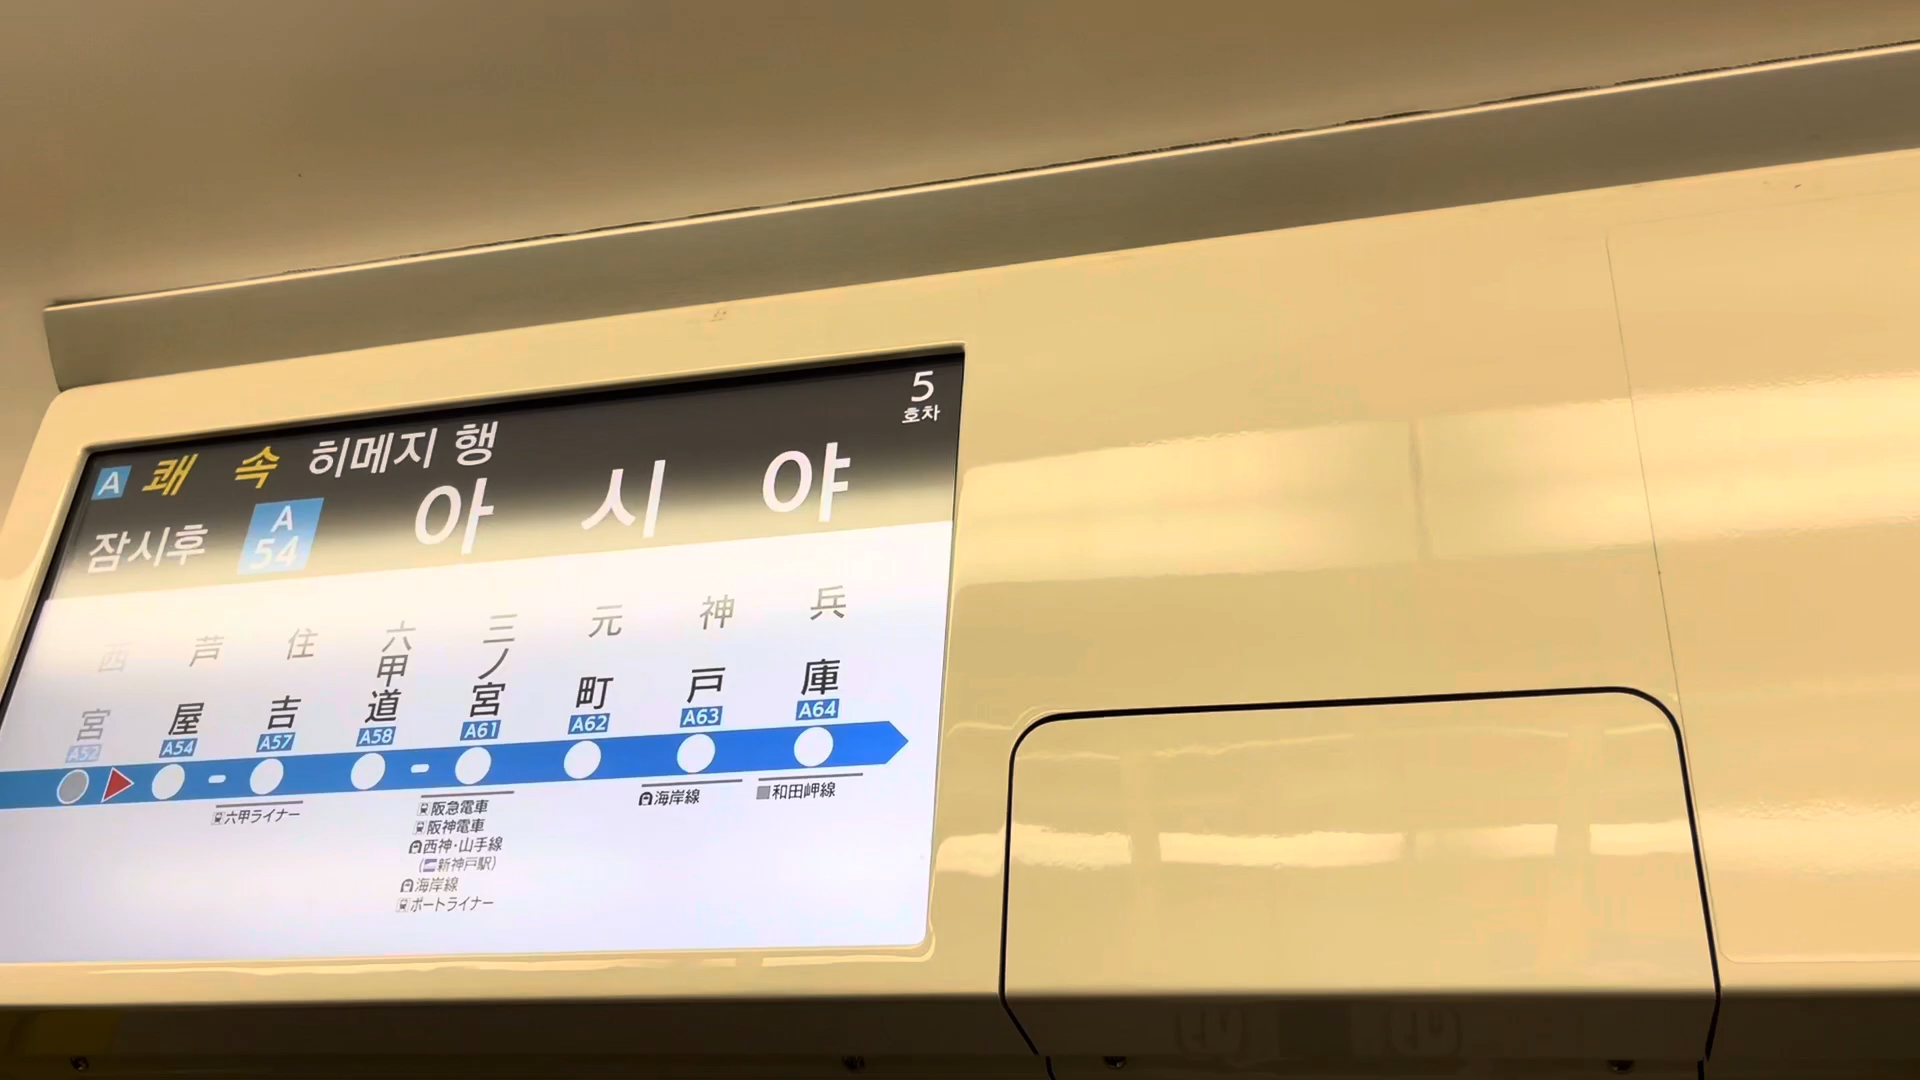 5
호차
A 쾌속 히메지 행
잠시후 A 54 아시야
西宮 A52
芦屋 A54
住吉 A57
六甲道 A58
三ノ宮 A61
元町 A62
神戸 A63
兵庫 A64
六甲ライナー
阪急電車
阪神電車
西神・山手線
(新神戸駅)
海岸線
ポートライナー
海岸線
和田岬線